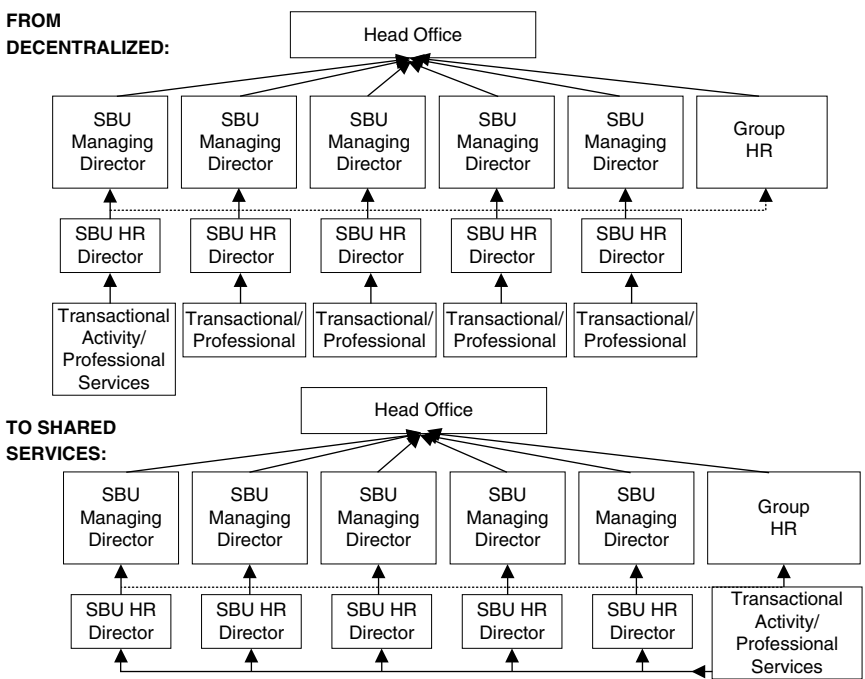 FROM
DECENTRALIZED:
Head Office
SBU
Managing
Director
SBU
Managing
Director
SBU
Managing
Director
SBU
Managing
Director
SBU
Managing
Director
Group
HR
SBU HR
Director
SBU HR
Director
SBU HR
Director
SBU HR
Director
SBU HR
Director
Transactional
Activity/
Professional
Services
Transactional/
Professional
Transactional/
Professional
Transactional/
Professional
Transactional/
Professional
TO SHARED
SERVICES:
Head Office
SBU
Managing
Director
SBU
Managing
Director
SBU
Managing
Director
SBU
Managing
Director
SBU
Managing
Director
Group
HR
SBU HR
Director
SBU HR
Director
SBU HR
Director
SBU HR
Director
SBU HR
Director
Transactional
Activity/
Professional
Services